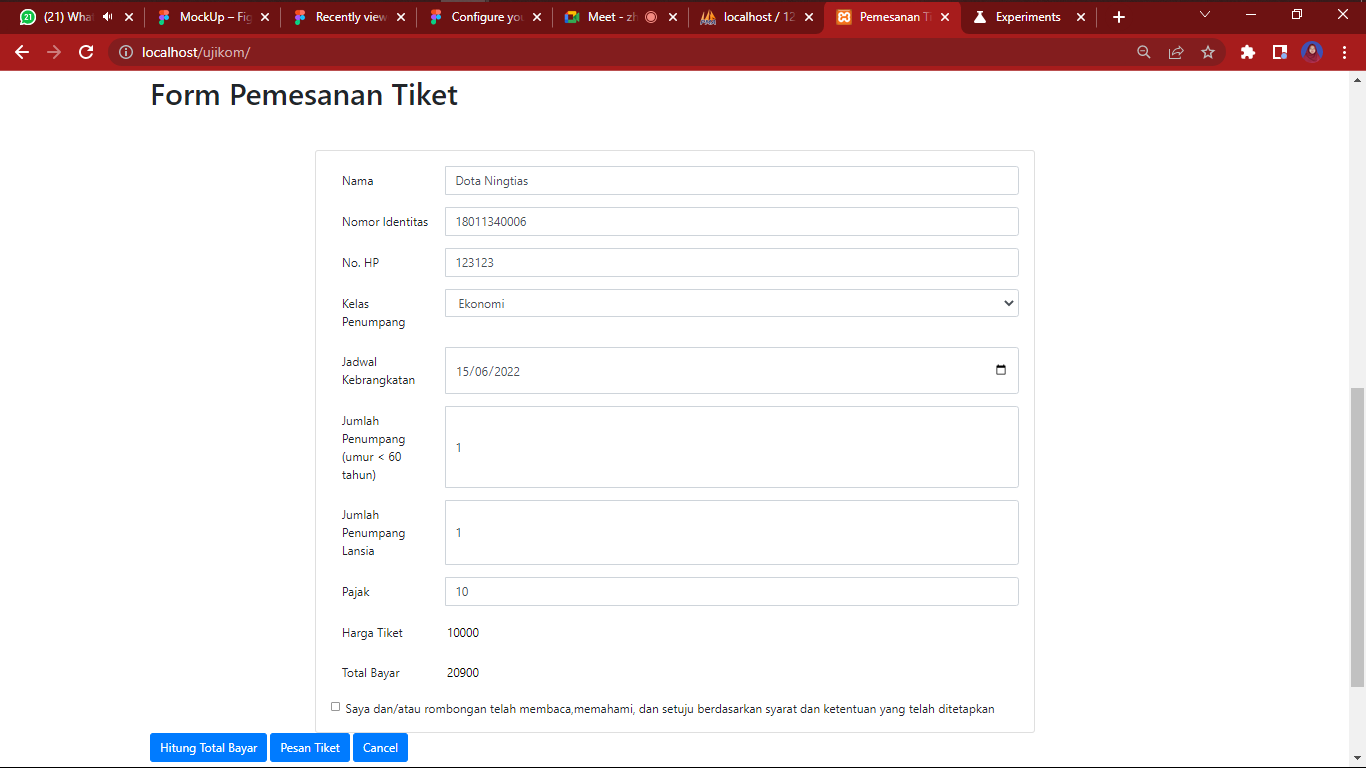 (21) What
MockUp – Fig
Recently view
Configure you
Meet - zh
localhost / 12
Pemesanan Ti
Experiments
localhost/ujikom/
Form Pemesanan Tiket
Nama
Dota Ningtias
Nomor Identitas
18011340006
No. HP
123123
Kelas
Penumpang
Ekonomi
Jadwal
Kebrangkatan
15/06/2022
Jumlah
Penumpang
(umur < 60
tahun)
1
Jumlah
Penumpang
Lansia
1
Pajak
10
Harga Tiket
10000
Total Bayar
20900
Saya dan/atau rombongan telah membaca,memahami, dan setuju berdasarkan syarat dan ketentuan yang telah ditetapkan
Hitung Total Bayar
Pesan Tiket
Cancel